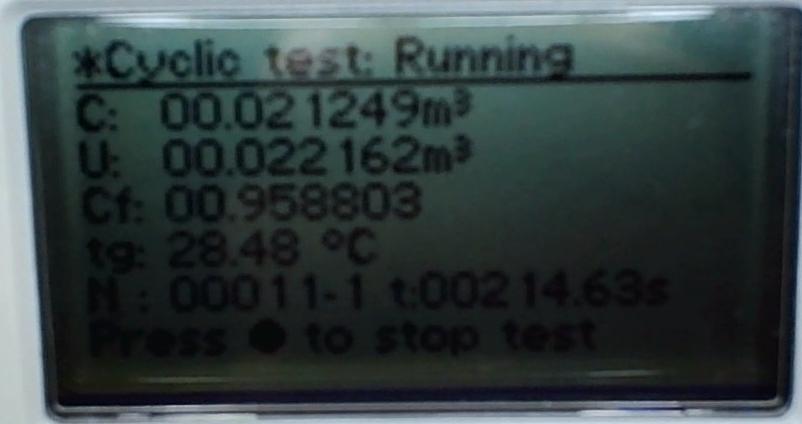 *Cyclic test: Running
C: 00.021249m³
U: 00.022162m³
Cf: 00.958803
tg: 28.48 °C
N : 00011-1 t:00214.63s
Press ● to stop test